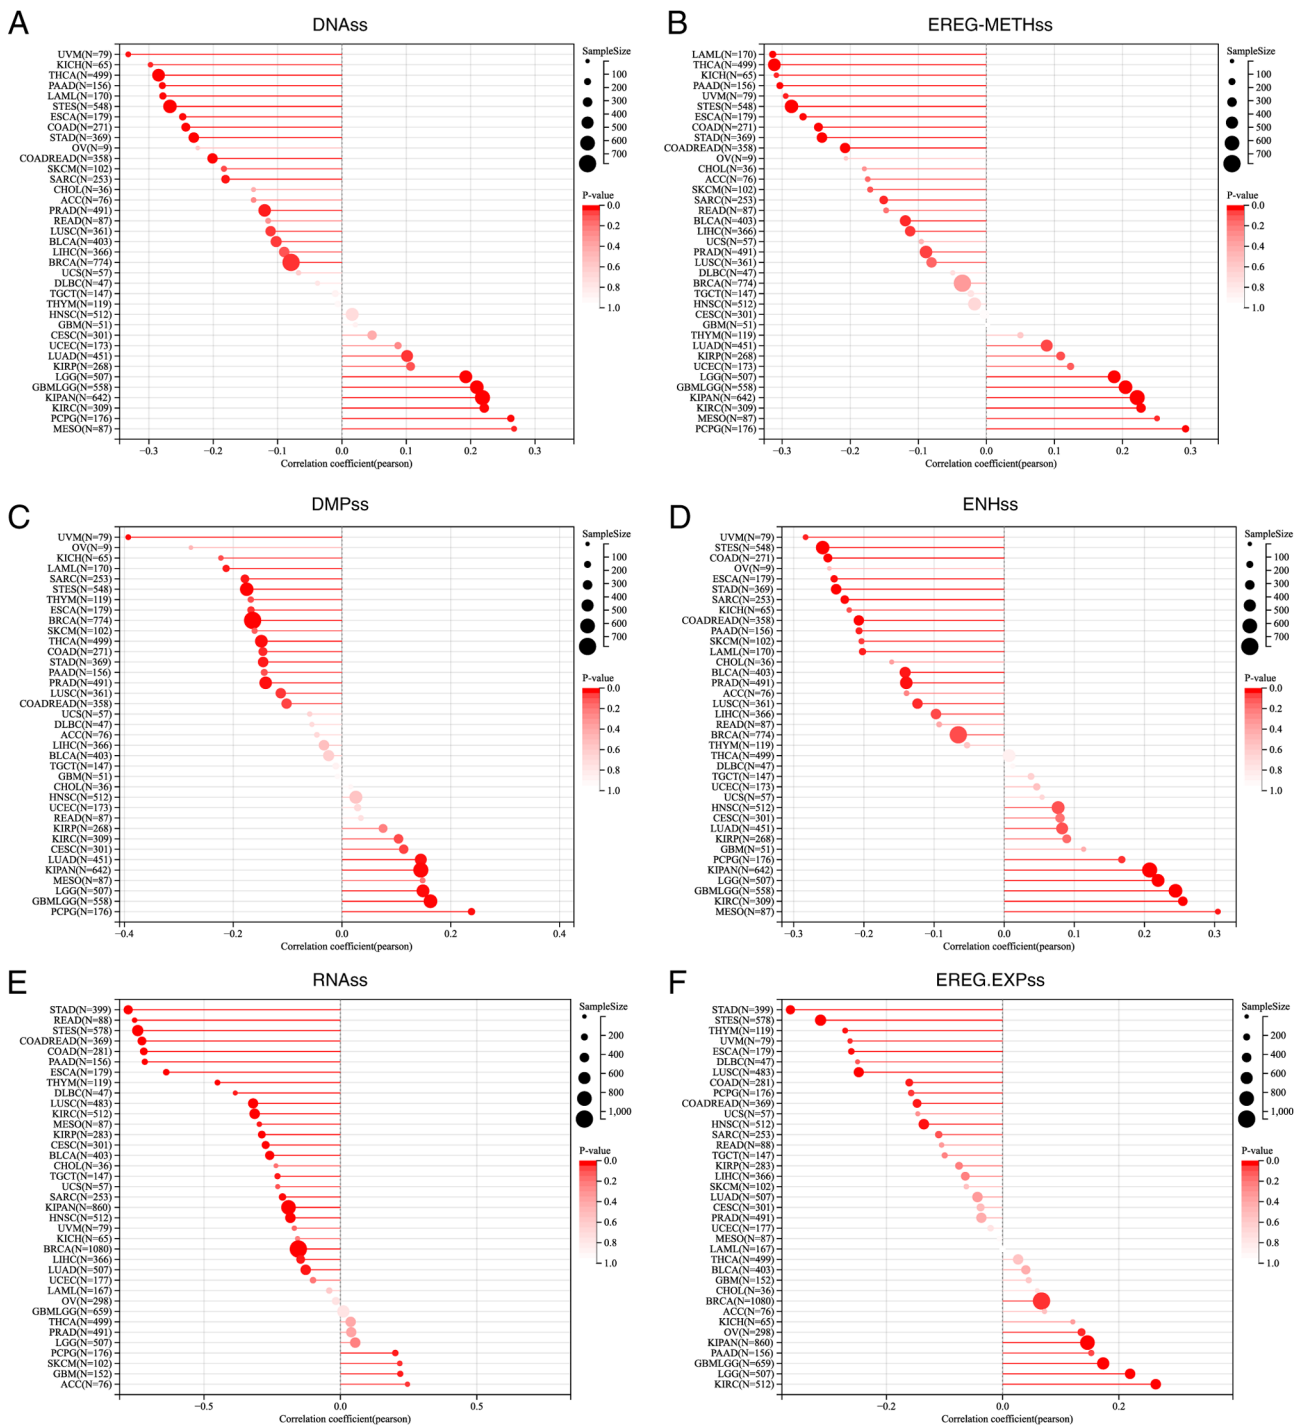 A
DNAss
UVM(N=79)
KICH(N=65)
THCA(N=499)
PAAD(N=156)
LAML(N=170)
STES(N=548)
ESCA(N=179)
COAD(N=271)
STAD(N=369)
OV(N=9)
COADREAD(N=358)
SKCM(N=102)
SARC(N=253)
CHOL(N=36)
ACC(N=76)
PRAD(N=491)
READ(N=87)
LUSC(N=361)
BLCA(N=403)
LIHC(N=366)
BRCA(N=774)
UCS(N=57)
DLBC(N=47)
TGCT(N=147)
THYM(N=119)
HNSC(N=512)
GBM(N=51)
CESC(N=301)
UCEC(N=173)
LUAD(N=451)
KIRP(N=268)
LGG(N=507)
GBMLGG(N=558)
KIPAN(N=642)
KIRC(N=309)
PCPG(N=176)
MESO(N=87)
−0.3 −0.2 −0.1 0.0 0.1 0.2 0.3
Correlation coefficient(pearson)
SampleSize
100
200
300
400
500
600
700
P-value
0.0
0.2
0.4
0.6
0.8
1.0
B
EREG-METHss
LAML(N=170)
THCA(N=499)
KICH(N=65)
PAAD(N=156)
UVM(N=79)
STES(N=548)
ESCA(N=179)
COAD(N=271)
STAD(N=369)
COADREAD(N=358)
OV(N=9)
CHOL(N=36)
ACC(N=76)
SKCM(N=102)
SARC(N=253)
READ(N=87)
BLCA(N=403)
LIHC(N=366)
UCS(N=57)
PRAD(N=491)
LUSC(N=361)
DLBC(N=47)
BRCA(N=774)
TGCT(N=147)
HNSC(N=512)
CESC(N=301)
GBM(N=51)
THYM(N=119)
LUAD(N=451)
KIRP(N=268)
UCEC(N=173)
LGG(N=507)
GBMLGG(N=558)
KIPAN(N=642)
KIRC(N=309)
MESO(N=87)
PCPG(N=176)
−0.3 −0.2 −0.1 0.0 0.1 0.2 0.3
Correlation coefficient(pearson)
SampleSize
100
200
300
400
500
600
700
P-value
0.0
0.2
0.4
0.6
0.8
1.0
C
DMPss
UVM(N=79)
OV(N=9)
KICH(N=65)
LAML(N=170)
SARC(N=253)
STES(N=548)
THYM(N=119)
ESCA(N=179)
BRCA(N=774)
SKCM(N=102)
THCA(N=499)
COAD(N=271)
STAD(N=369)
PAAD(N=156)
PRAD(N=491)
LUSC(N=361)
COADREAD(N=358)
UCS(N=57)
DLBC(N=47)
ACC(N=76)
LIHC(N=366)
BLCA(N=403)
TGCT(N=147)
GBM(N=51)
CHOL(N=36)
HNSC(N=512)
UCEC(N=173)
READ(N=87)
KIRP(N=268)
KIRC(N=309)
CESC(N=301)
LUAD(N=451)
KIPAN(N=642)
MESO(N=87)
LGG(N=507)
GBMLGG(N=558)
PCPG(N=176)
−0.4 −0.2 0.0 0.2 0.4
Correlation coefficient(pearson)
SampleSize
100
200
300
400
500
600
700
P-value
0.0
0.2
0.4
0.6
0.8
1.0
D
ENHss
UVM(N=79)
STES(N=548)
COAD(N=271)
OV(N=9)
ESCA(N=179)
STAD(N=369)
SARC(N=253)
KICH(N=65)
COADREAD(N=358)
PAAD(N=156)
SKCM(N=102)
LAML(N=170)
CHOL(N=36)
BLCA(N=403)
PRAD(N=491)
ACC(N=76)
LUSC(N=361)
LIHC(N=366)
READ(N=87)
BRCA(N=774)
THYM(N=119)
THCA(N=499)
DLBC(N=47)
TGCT(N=147)
UCEC(N=173)
UCS(N=57)
HNSC(N=512)
CESC(N=301)
LUAD(N=451)
KIRP(N=268)
GBM(N=51)
PCPG(N=176)
KIPAN(N=642)
LGG(N=507)
GBMLGG(N=558)
KIRC(N=309)
MESO(N=87)
−0.3 −0.2 −0.1 0.0 0.1 0.2 0.3
Correlation coefficient(pearson)
SampleSize
100
200
300
400
500
600
700
P-value
0.0
0.2
0.4
0.6
0.8
1.0
E
RNAss
STAD(N=399)
READ(N=88)
STES(N=578)
COADREAD(N=369)
COAD(N=281)
PAAD(N=156)
ESCA(N=179)
THYM(N=119)
DLBC(N=47)
LUSC(N=483)
KIRC(N=512)
MESO(N=87)
KIRP(N=283)
CESC(N=301)
BLCA(N=403)
CHOL(N=36)
TGCT(N=147)
UCS(N=57)
SARC(N=253)
KIPAN(N=860)
HNSC(N=512)
UVM(N=79)
KICH(N=65)
BRCA(N=1080)
LIHC(N=366)
LUAD(N=507)
UCEC(N=177)
LAML(N=167)
OV(N=298)
GBMLGG(N=659)
THCA(N=499)
PRAD(N=491)
LGG(N=507)
PCPG(N=176)
SKCM(N=102)
GBM(N=152)
ACC(N=76)
−0.5 0.0 0.5
Correlation coefficient(pearson)
SampleSize
200
400
600
800
1,000
P-value
0.0
0.2
0.4
0.6
0.8
1.0
F
EREG.EXPss
STAD(N=399)
STES(N=578)
THYM(N=119)
UVM(N=79)
ESCA(N=179)
DLBC(N=47)
LUSC(N=483)
COAD(N=281)
PCPG(N=176)
COADREAD(N=369)
UCS(N=57)
HNSC(N=512)
SARC(N=253)
READ(N=88)
TGCT(N=147)
KIRP(N=283)
LIHC(N=366)
SKCM(N=102)
LUAD(N=507)
CESC(N=301)
PRAD(N=491)
UCEC(N=177)
MESO(N=87)
LAML(N=167)
THCA(N=499)
BLCA(N=403)
GBM(N=152)
CHOL(N=36)
BRCA(N=1080)
ACC(N=76)
KICH(N=65)
OV(N=298)
KIPAN(N=860)
PAAD(N=156)
GBMLGG(N=659)
LGG(N=507)
KIRC(N=512)
−0.2 0.0 0.2
Correlation coefficient(pearson)
SampleSize
200
400
600
800
1,000
P-value
0.0
0.2
0.4
0.6
0.8
1.0